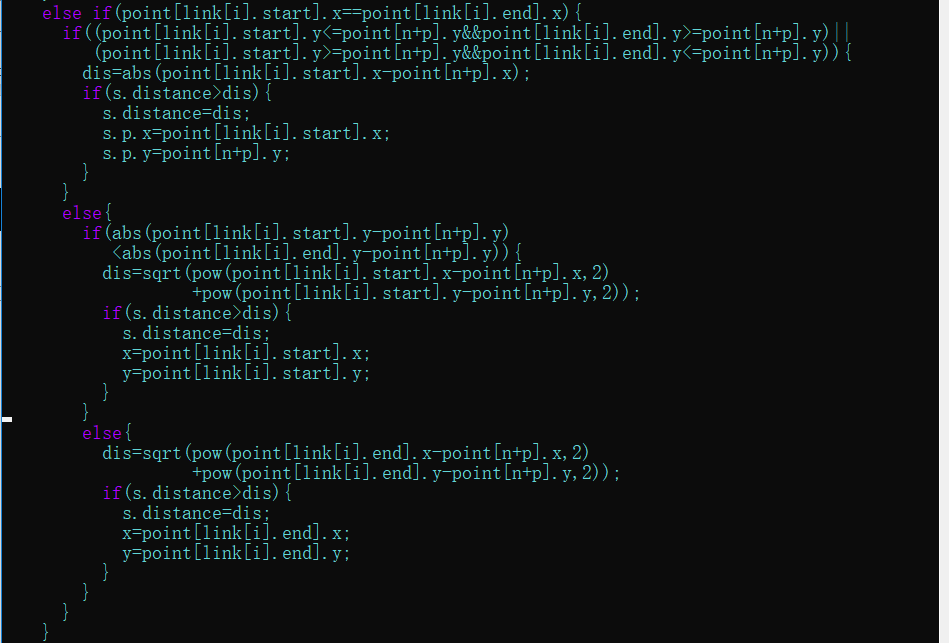 else if(point[link[i].start].x==point[link[i].end].x){
if((point[link[i].start].y<=point[n+p].y&&point[link[i].end].y>=point[n+p].y)||
(point[link[i].start].y>=point[n+p].y&&point[link[i].end].y<=point[n+p].y)){
dis=abs(point[link[i].start].x-point[n+p].x);
if(s.distance>dis){
s.distance=dis;
s.p.x=point[link[i].start].x;
s.p.y=point[n+p].y;
}
}
else{
if(abs(point[link[i].start].y-point[n+p].y)
<abs(point[link[i].end].y-point[n+p].y)){
dis=sqrt(pow(point[link[i].start].x-point[n+p].x,2)
+pow(point[link[i].start].y-point[n+p].y,2));
if(s.distance>dis){
s.distance=dis;
x=point[link[i].start].x;
y=point[link[i].start].y;
}
}
else{
dis=sqrt(pow(point[link[i].end].x-point[n+p].x,2)
+pow(point[link[i].end].y-point[n+p].y,2));
if(s.distance>dis){
s.distance=dis;
x=point[link[i].end].x;
y=point[link[i].end].y;
}
}
}
}